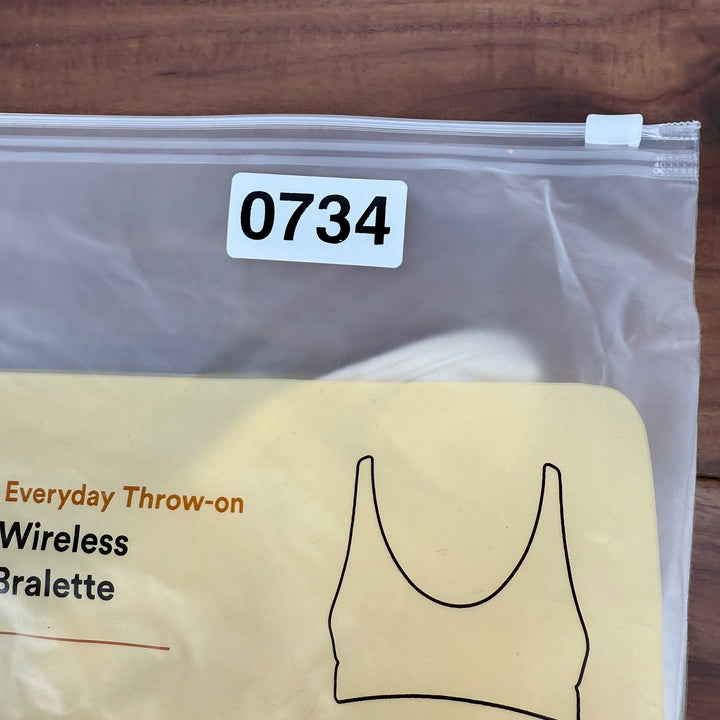 0734
Everyday Throw-on
Wireless
Bralette